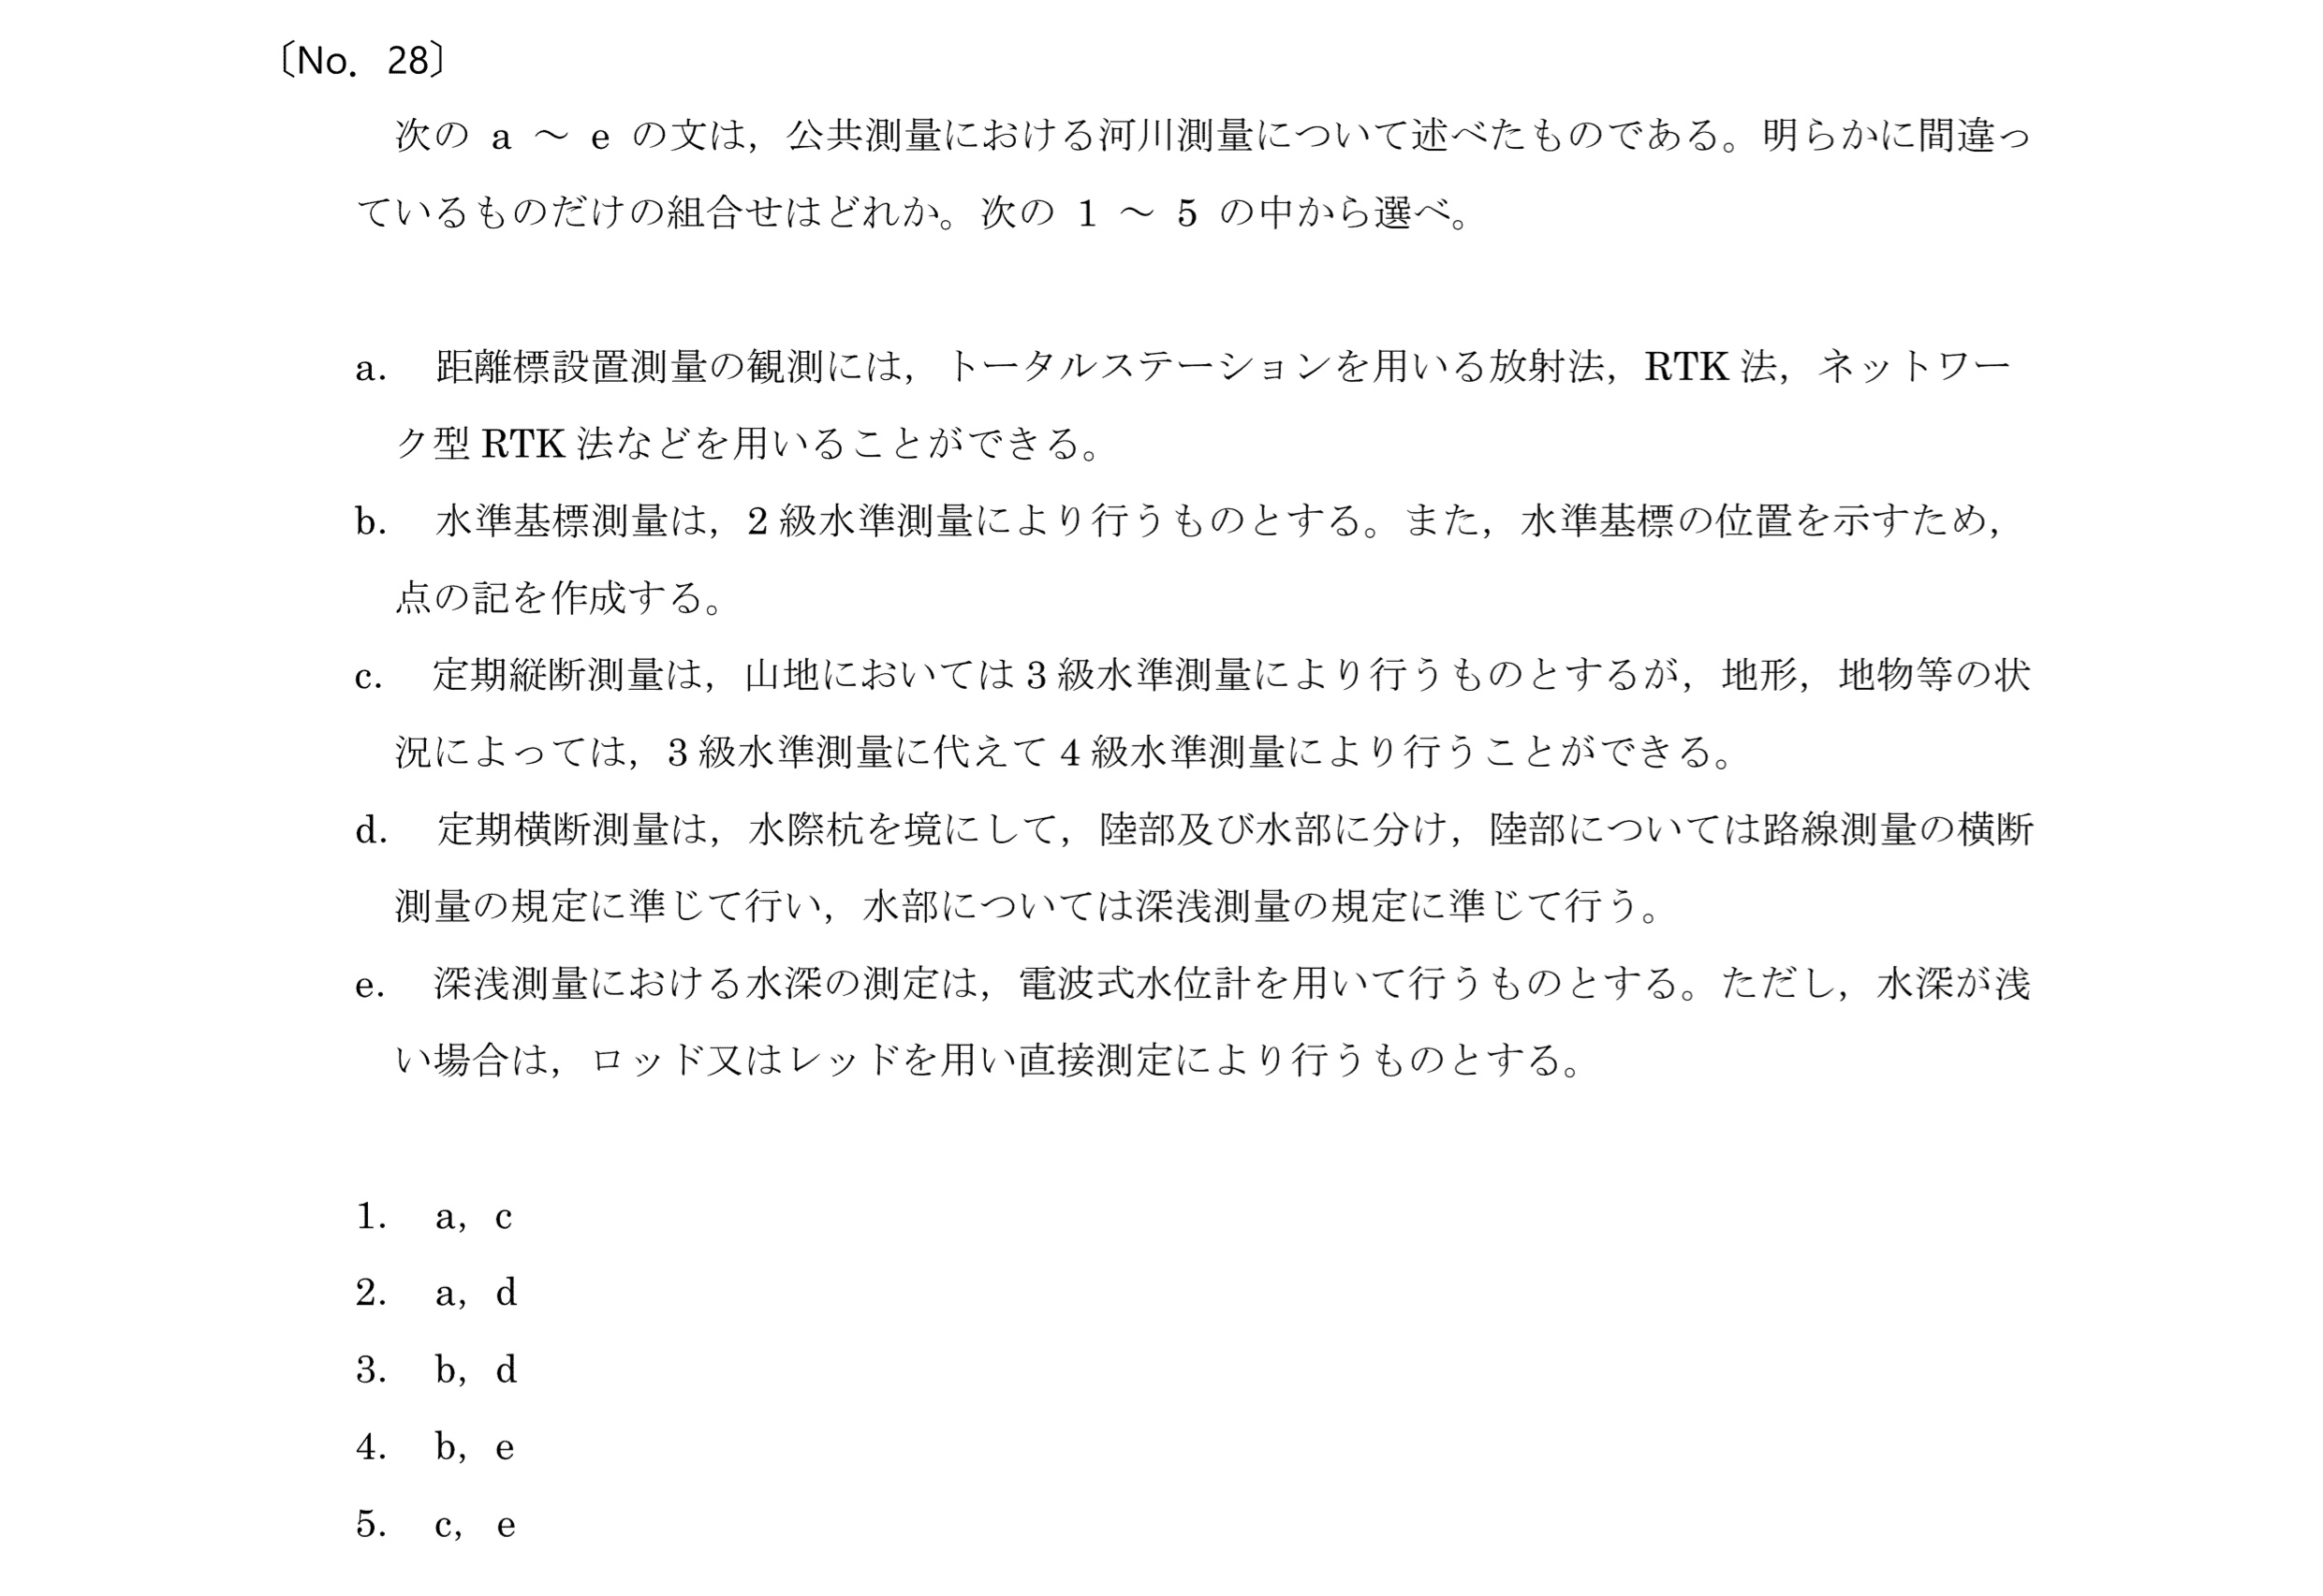 〔No. 28〕
次の a ～ e の文は，公共測量における河川測量について述べたものである。明らかに間違っ
ているものだけの組合せはどれか。次の 1 ～ 5 の中から選べ。
a. 距離標設置測量の観測には，トータルステーションを用いる放射法，RTK 法，ネットワー
ク型 RTK 法などを用いることができる。
b. 水準基標測量は，2 級水準測量により行うものとする。また，水準基標の位置を示すため，
点の記を作成する。
c. 定期縦断測量は，山地においては 3 級水準測量により行うものとするが，地形，地物等の状
況によっては，3 級水準測量に代えて 4 級水準測量により行うことができる。
d. 定期横断測量は，水際杭を境にして，陸部及び水部に分け，陸部については路線測量の横断
測量の規定に準じて行い，水部については深浅測量の規定に準じて行う。
e. 深浅測量における水深の測定は，電波式水位計を用いて行うものとする。ただし，水深が浅
い場合は，ロッド又はレッドを用い直接測定により行うものとする。
1. a，c
2. a，d
3. b，d
4. b，e
5. c，e